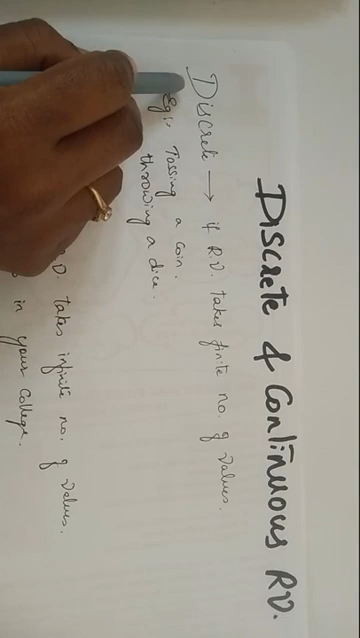 Discrete & Continuous RV.
Discrete → if R.V. takes finite no. of values.
Eg:, Tossing a coin.
throwing a dice.
takes infinite no. of values.
in your college.